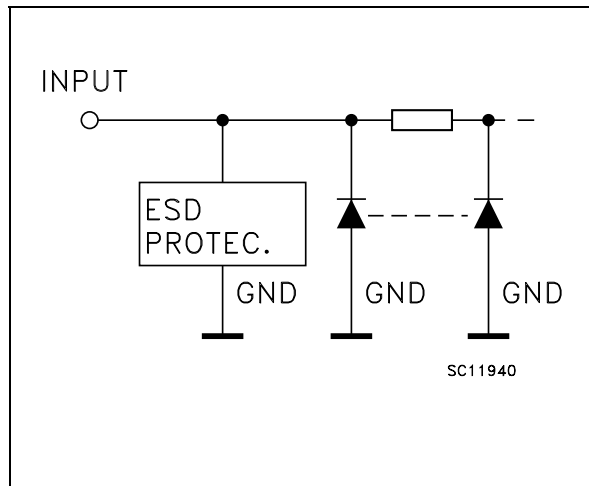 INPUT
ESD
PROTEC.
GND
GND
GND
SC11940